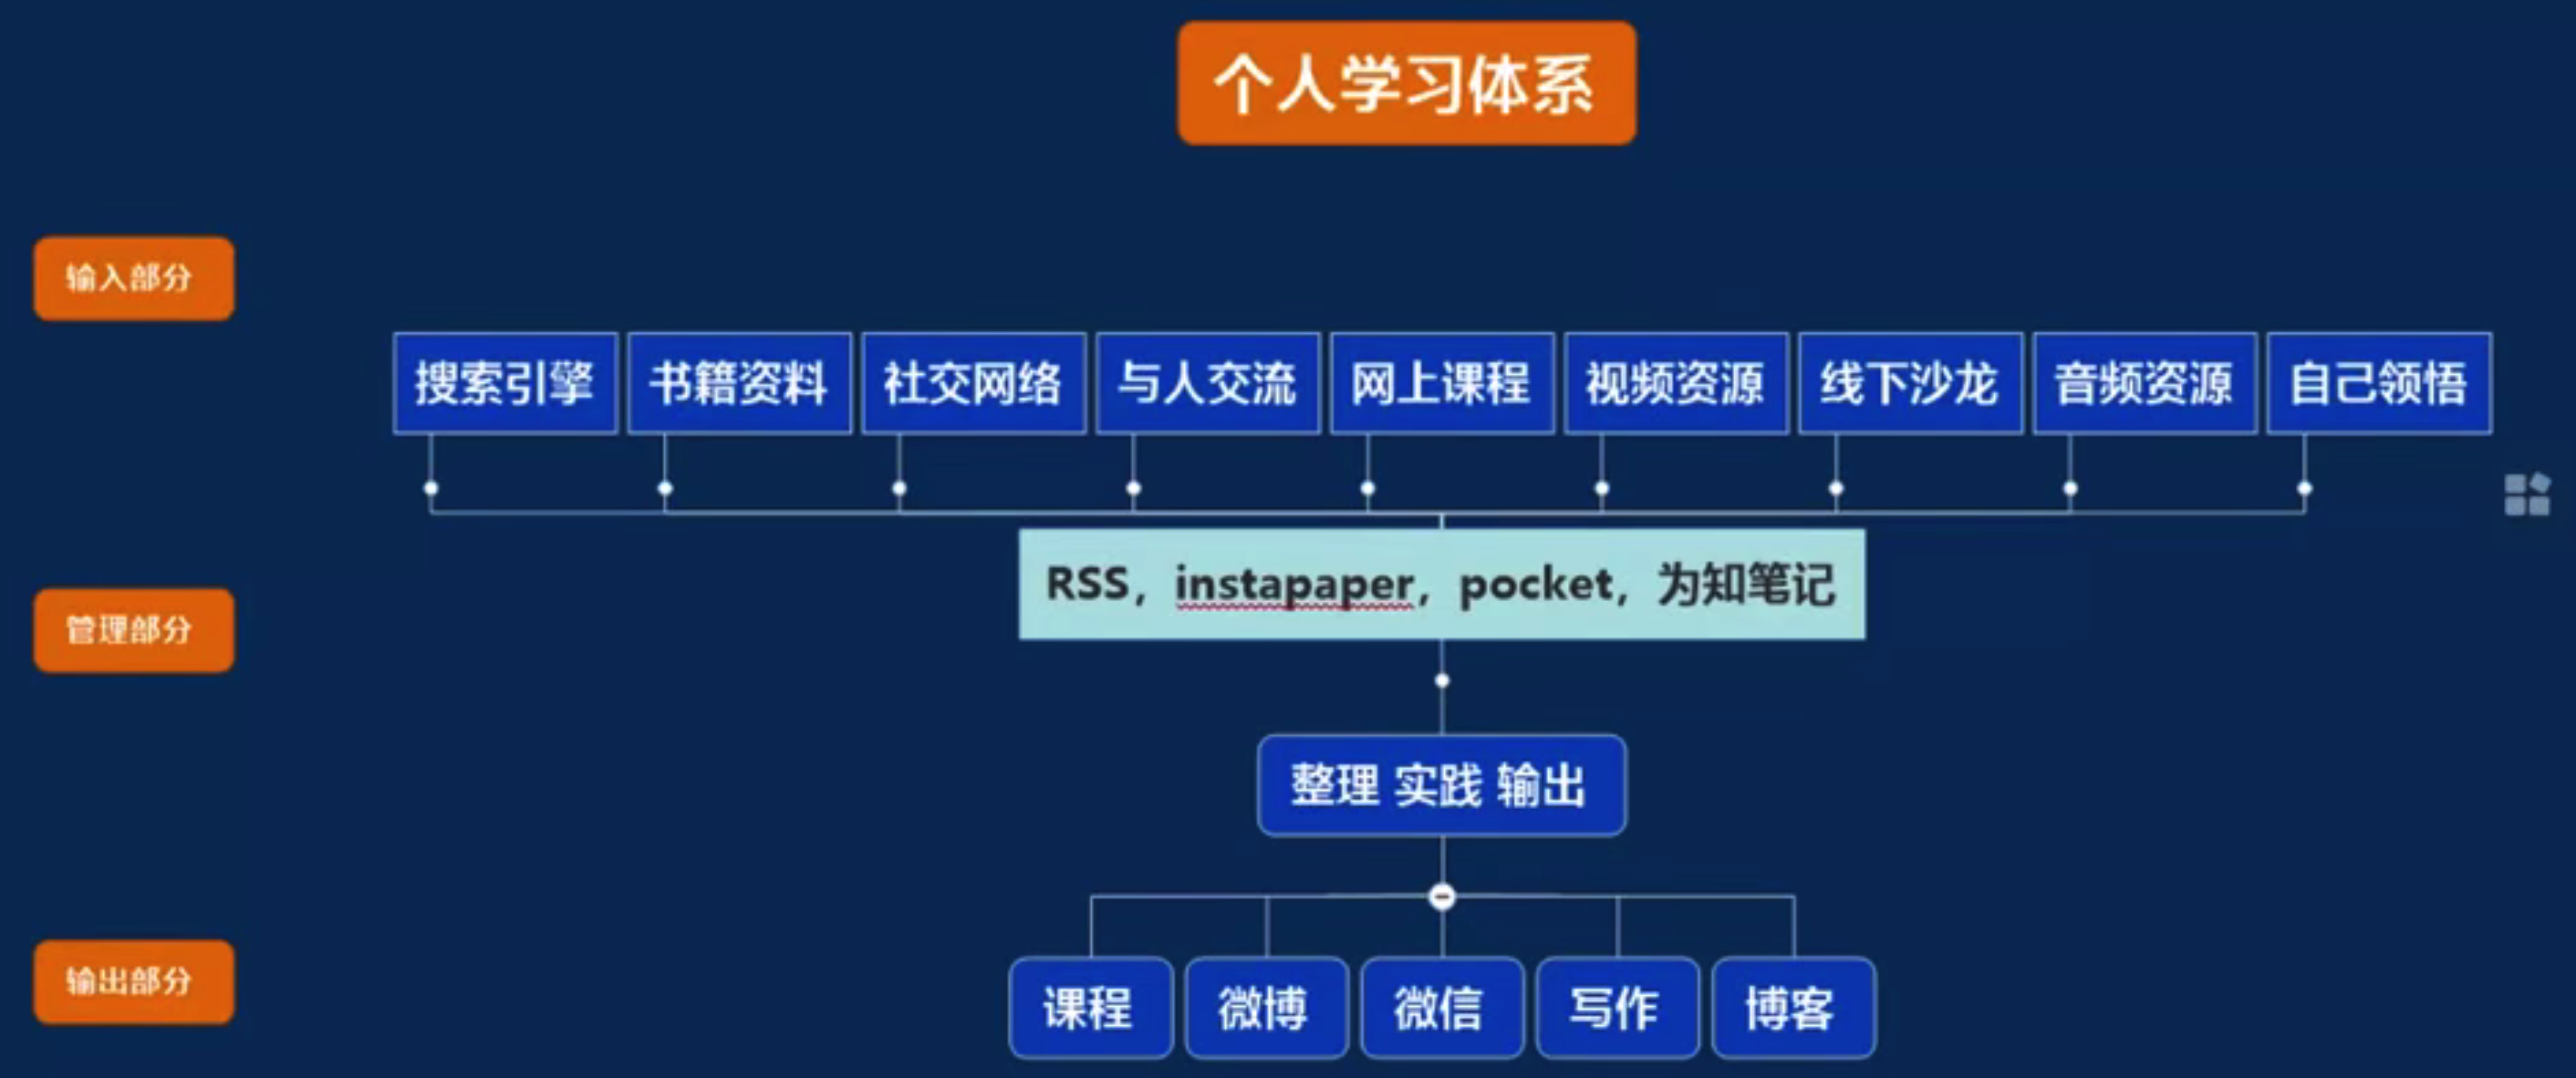 个人学习体系
输入部分
搜索引擎 书籍资料 社交网络 与人交流 网上课程 视频资源 线下沙龙 音频资源 自己领悟
RSS，instapaper，pocket，为知笔记
管理部分
整理 实践 输出
输出部分
课程 微博 微信 写作 博客